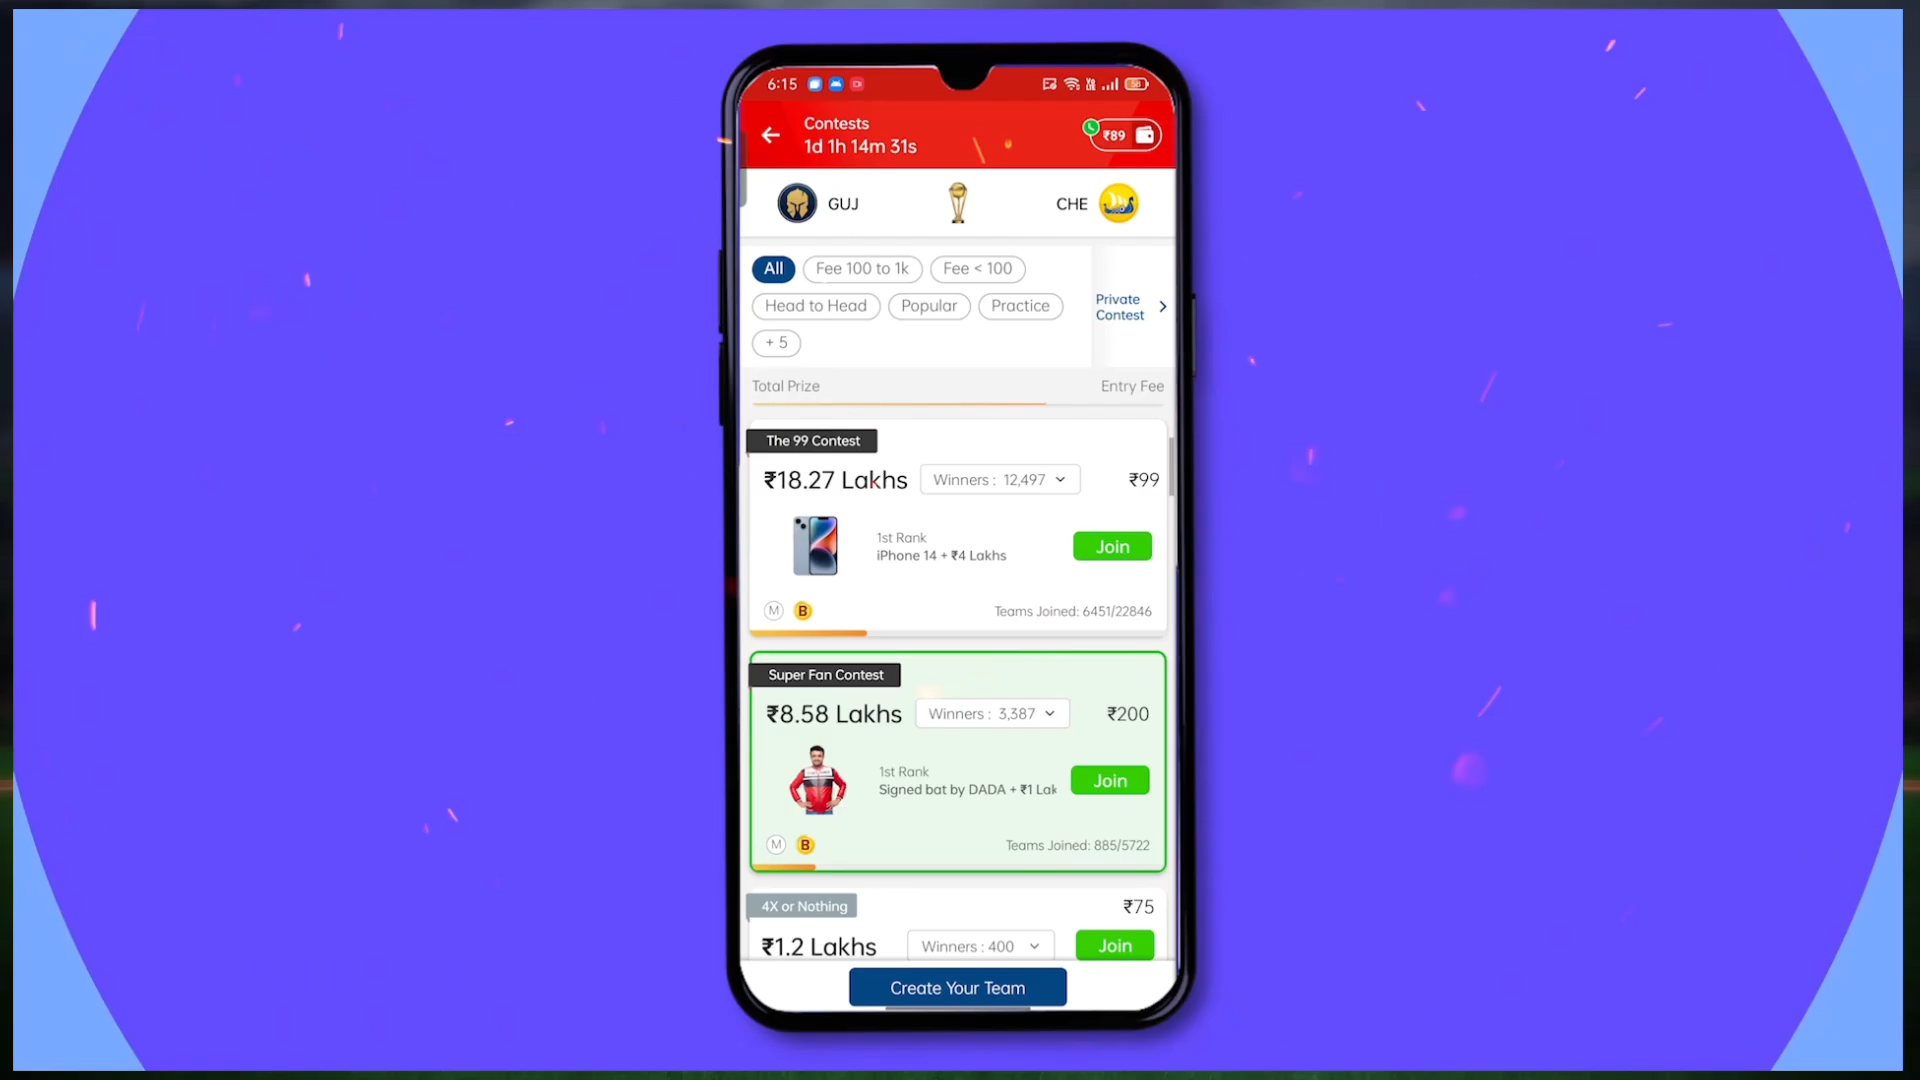 6:15
58
Contests
1d 1h 14m 31s
₹89
GUJ
CHE
All
Fee 100 to 1k
Fee < 100
Head to Head
Popular
Practice
+ 5
Private
Contest
Total Prize
Entry Fee
The 99 Contest
₹18.27 Lakhs
Winners : 12,497
₹99
1st Rank
iPhone 14 + ₹4 Lakhs
Join
M
B
Teams Joined: 6451/22846
Super Fan Contest
₹8.58 Lakhs
Winners : 3,387
₹200
1st Rank
Signed bat by DADA + ₹1 Lak
Join
M
B
Teams Joined: 885/5722
4X or Nothing
₹75
₹1.2 Lakhs
Winners : 400
Join
Create Your Team